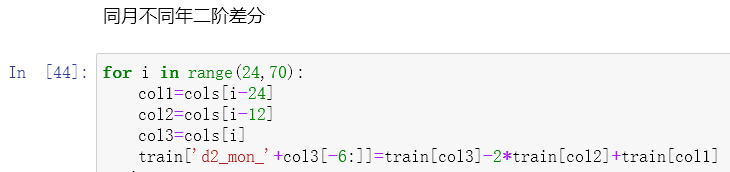 同月不同年二阶差分
In [44]: for i in range(24,70):
    col1=cols[i-24]
    col2=cols[i-12]
    col3=cols[i]
    train['d2_mon_'+col3[-6:]]=train[col3]-2*train[col2]+train[col1]